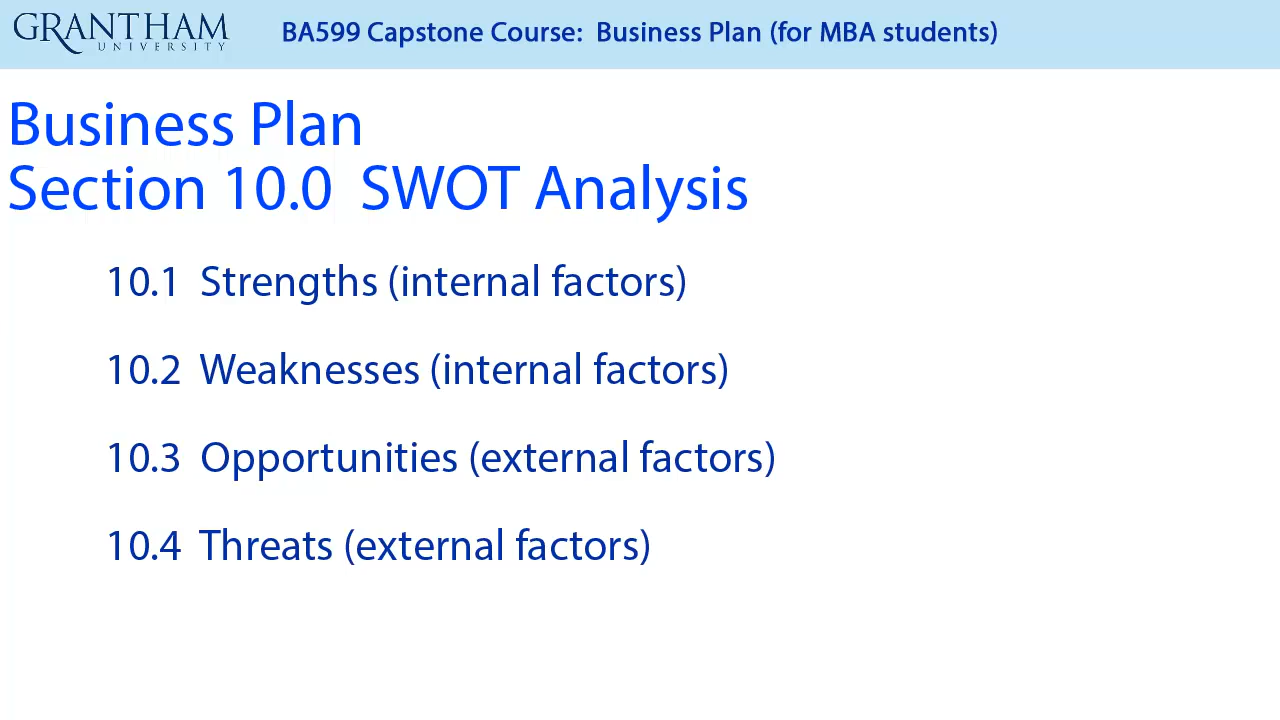 GRANTHAM
UNIVERSITY
BA599 Capstone Course:  Business Plan (for MBA students)
Business Plan
Section 10.0  SWOT Analysis
10.1  Strengths (internal factors)
10.2  Weaknesses (internal factors)
10.3  Opportunities (external factors)
10.4  Threats (external factors)